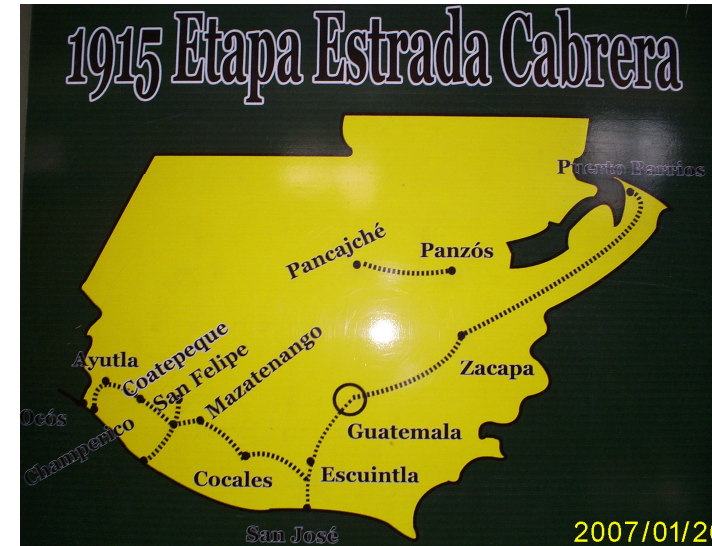 1915 Etapa Estrada Cabrera
Puerto Barrios
Pancajché
Panzós
Ayutla
Coatepeque
San Felipe
Mazatenango
Zacapa
Ocós
Champerico
Guatemala
Cocales
Escuintla
San José
2007/01/20